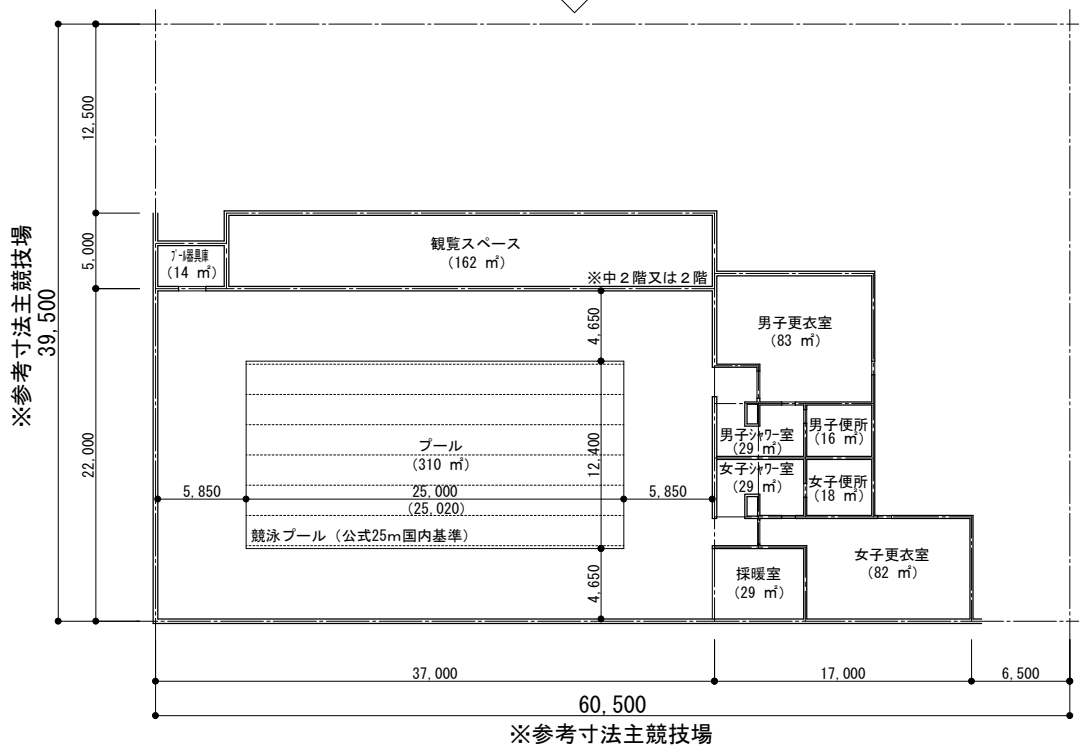 12,500
5,000
22,000
39,500
※参考寸法主競技場
プール器具庫
(14 ㎡)
観覧スペース
(162 ㎡)
※中２階又は２階
4,650
男子更衣室
(83 ㎡)
プール
(310 ㎡)
12,400
男子シャワー室
(29 ㎡)
男子便所
(16 ㎡)
女子シャワー室
(29 ㎡)
女子便所
(18 ㎡)
5,850
25,000
(25,020)
5,850
競泳プール（公式25m国内基準）
4,650
採暖室
(29 ㎡)
女子更衣室
(82 ㎡)
37,000
17,000
6,500
60,500
※参考寸法主競技場